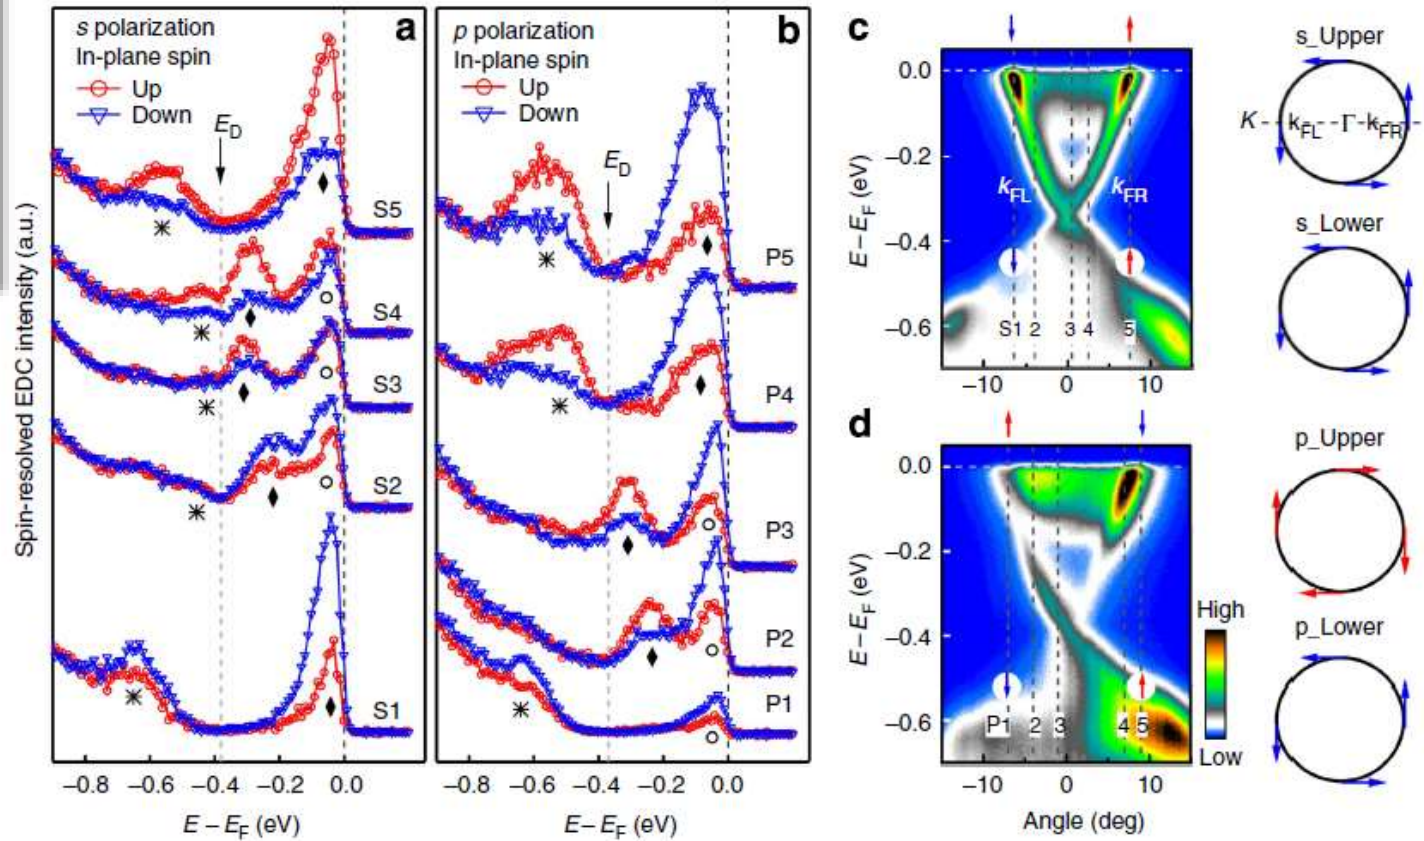 s polarization
In-plane spin
Up
Down
a
E_D
S5
S4
S3
S2
S1
Spin-resolved EDC intensity (a.u.)
−0.8 −0.6 −0.4 −0.2 0.0
E – E_F (eV)
p polarization
In-plane spin
Up
Down
b
E_D
P5
P4
P3
P2
P1
−0.8 −0.6 −0.4 −0.2 0.0
E – E_F (eV)
c
0.0
−0.2
−0.4
−0.6
E – E_F (eV)
k_FL
k_FR
S1 2 3 4 5
−10 0 10
s_Upper
K k_FL Γ k_FR
s_Lower
d
0.0
−0.2
−0.4
−0.6
E – E_F (eV)
P1 2 3 4 5
−10 0 10
Angle (deg)
High
Low
p_Upper
p_Lower